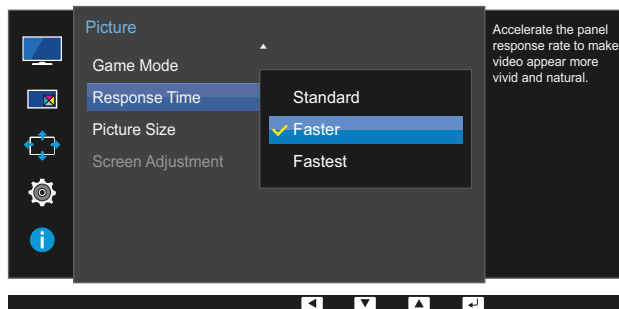 Picture
Game Mode
Response Time
Picture Size
Screen Adjustment
Standard
Faster
Fastest
Accelerate the panel
response rate to make
video appear more
vivid and natural.